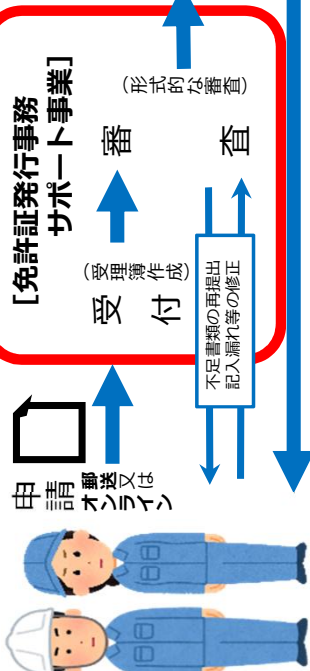 [免許証発行事務
サポート事業]
申請
郵送又は
オンライン
受付
(受理簿作成)
審査
(形式的な審査)
不足書類の再提出
記入漏れ等の修正